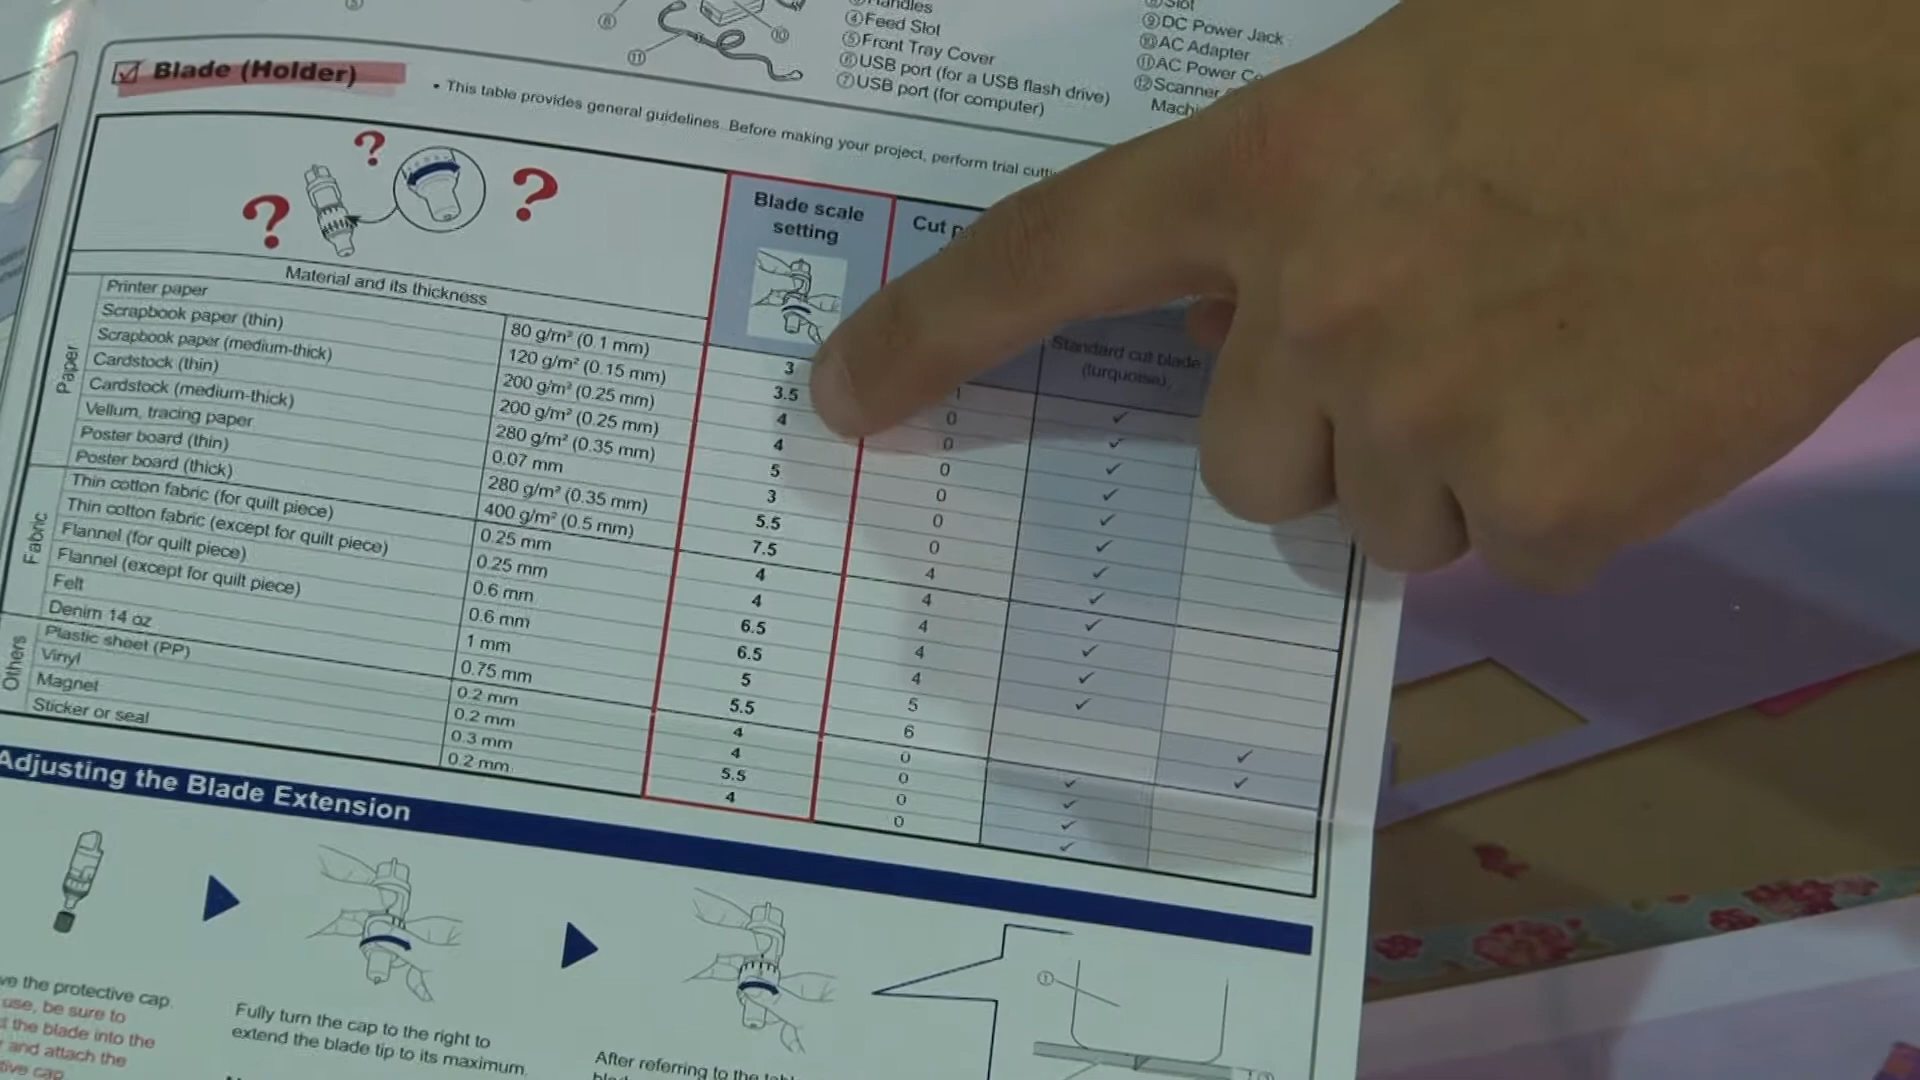 ③Handles
④Feed Slot
⑤Front Tray Cover
⑥USB port (for a USB flash drive)
⑦USB port (for computer)
⑧Slot
⑨DC Power Jack
⑩AC Adapter
⑪AC Power
⑫Scanner
⑧
⑩
⑪
Blade (Holder)
• This table provides general guidelines. Before making your project, perform trial
? ? ?
Blade scale
setting
Cut
Material and its thickness
Standard cut blade
(turquoise)
Paper
Printer paper 80 g/m² (0.1 mm) 3 1 ✓
Scrapbook paper (thin) 120 g/m² (0.15 mm) 3.5 0 ✓
Scrapbook paper (medium-thick) 200 g/m² (0.25 mm) 4 0 ✓
Cardstock (thin) 200 g/m² (0.25 mm) 4 0 ✓
Cardstock (medium-thick) 280 g/m² (0.35 mm) 5 0 ✓
Vellum, tracing paper 0.07 mm 3 0 ✓
Poster board (thin) 280 g/m² (0.35 mm) 5.5 0 ✓
Poster board (thick) 400 g/m² (0.5 mm) 7.5 4 ✓
Fabric
Thin cotton fabric (for quilt piece) 0.25 mm 4 4 ✓
Thin cotton fabric (except for quilt piece) 0.25 mm 4 4 ✓
Flannel (for quilt piece) 0.6 mm 6.5 4 ✓
Flannel (except for quilt piece) 0.6 mm 6.5 4 ✓
Felt 1 mm 5 5 ✓
Denim 14 oz 0.75 mm 5.5 6 ✓
Others
Plastic sheet (PP) 0.2 mm 4 0 ✓
Vinyl 0.2 mm 4 0 ✓
Magnet 0.3 mm 5.5 0 ✓
Sticker or seal 0.2 mm 4 0 ✓
Adjusting the Blade Extension
the protective cap.
use, be sure to
the blade into the
and attach the
cap.
Fully turn the cap to the right to
extend the blade tip to its maximum.
After referring to the
①